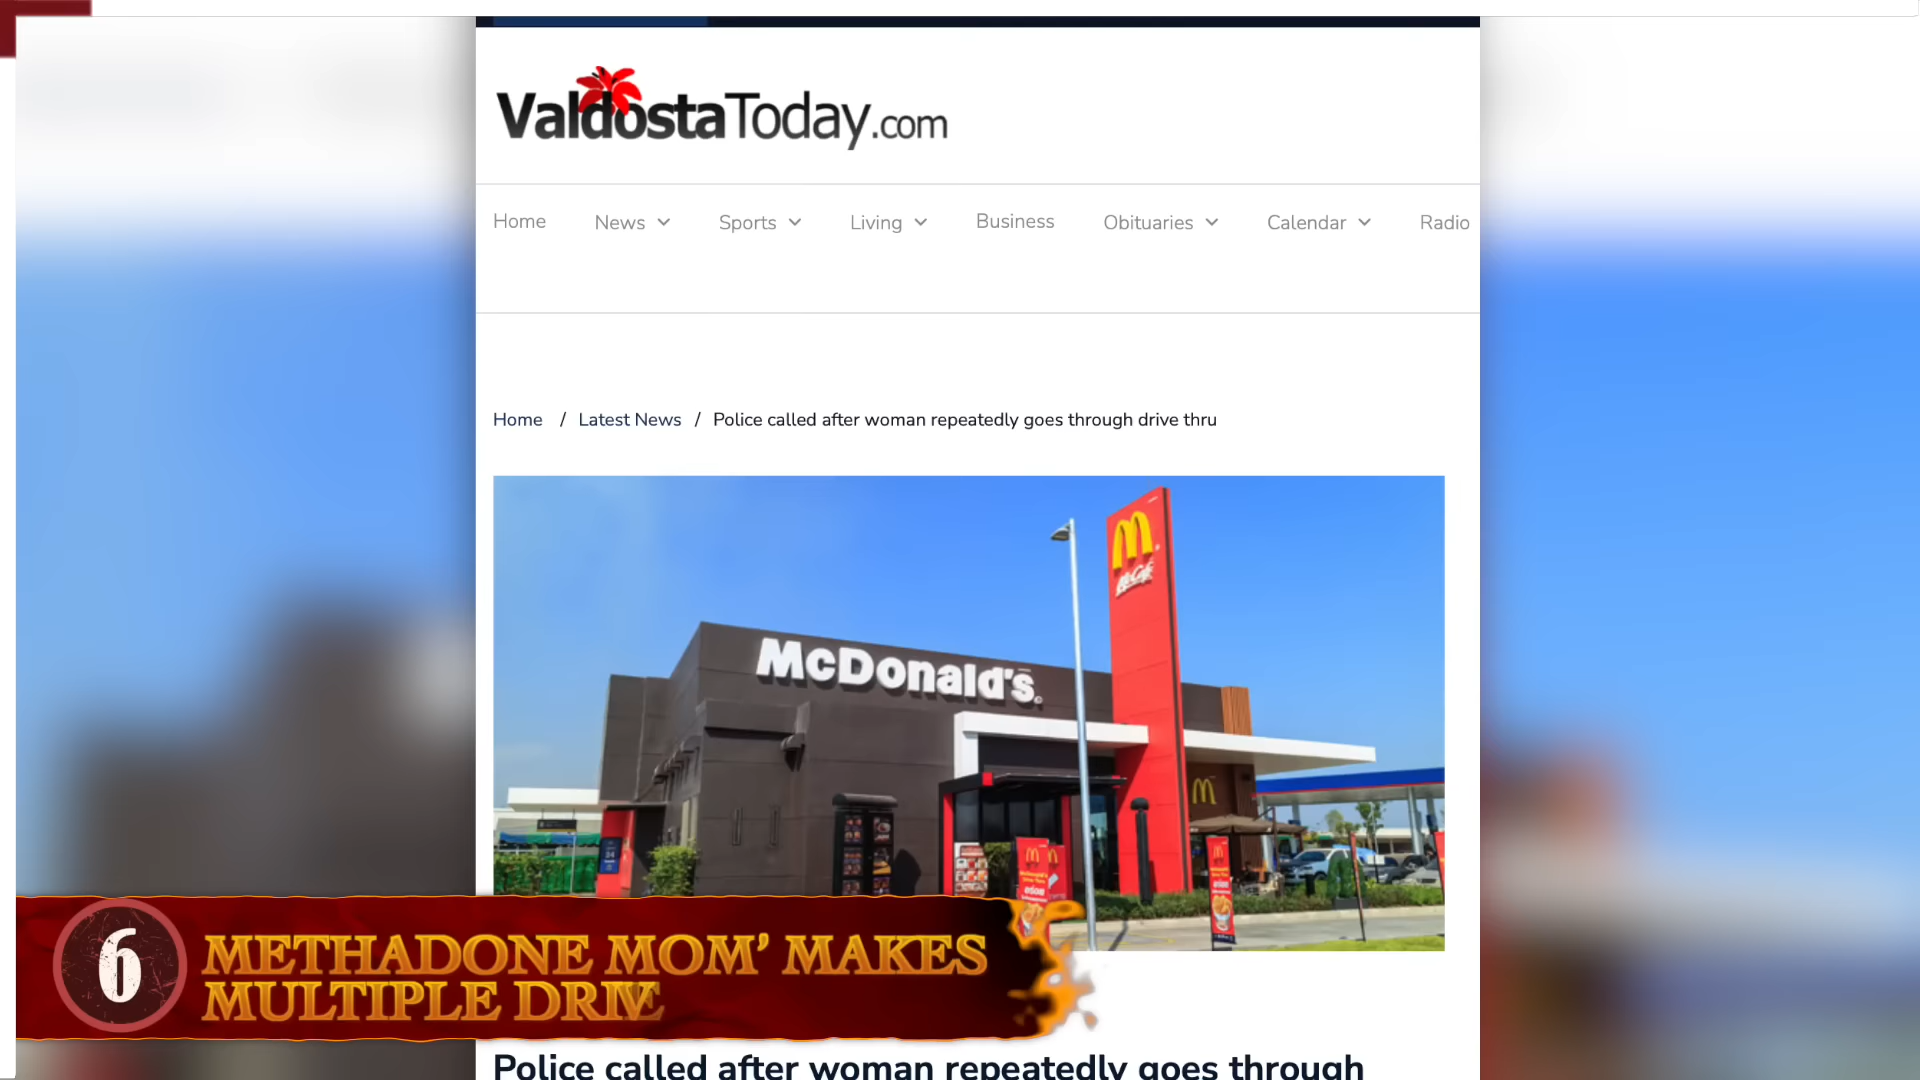 ValdostaToday.com
Home News Sports Living Business Obituaries Calendar Radio
Home / Latest News / Police called after woman repeatedly goes through drive thru
M
McCafé
McDonald's
6
METHADONE MOM' MAKES
MULTIPLE DRIVE
Police called after woman repeatedly goes through